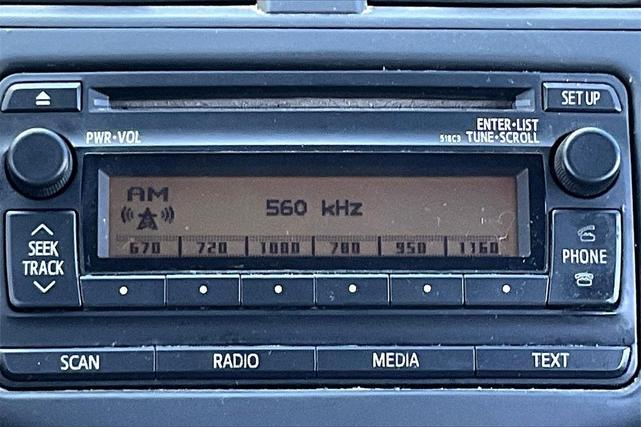 SET UP
PWR•VOL
ENTER•LIST
518C3 TUNE•SCROLL
AM
560 kHz
670 720 1000 780 950 1160
SEEK
TRACK
PHONE
SCAN RADIO MEDIA TEXT